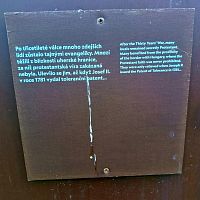 Po třicetileté válce mnoho zdejších
lidí zůstalo tajnými evangelíky. Mnozí
těžili z blízkosti uherské hranice,
za níž protestantská víra zakázaná
nebyla. Ulevilo se jim, až když Josef II.
v roce 1781 vydal toleranční patent...
After the Thirty Years' War, many
locals remained secretly Protestant.
Many benefited from the proximity
of the border with Hungary, where the
Protestant faith was never prohibited.
They were only relieved when Joseph II
issued the Patent of Toleration in 1781...